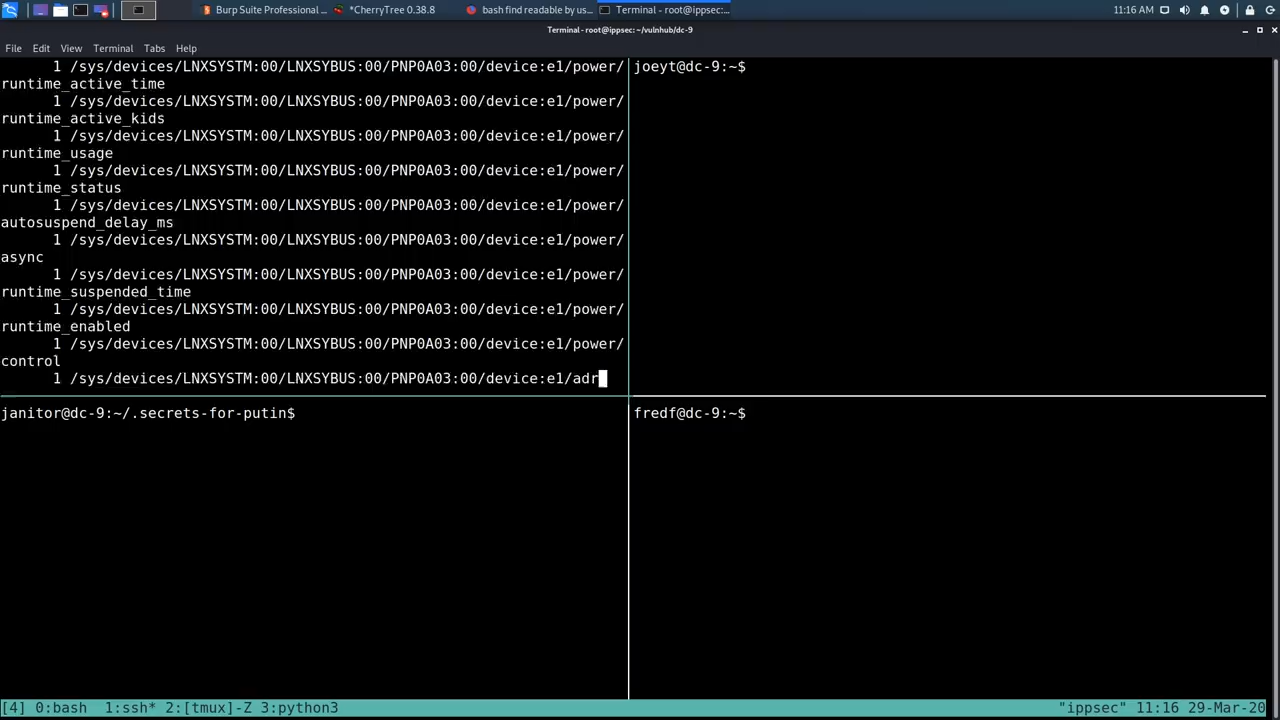 Burp Suite Professional ...
*CherryTree 0.38.8
bash find readable by us...
Terminal - root@ippsec:...
11:16 AM
Terminal - root@ippsec: ~/vulnhub/dc-9
File Edit View Terminal Tabs Help
1 /sys/devices/LNXSYSTM:00/LNXSYBUS:00/PNP0A03:00/device:e1/power/
runtime_active_time
1 /sys/devices/LNXSYSTM:00/LNXSYBUS:00/PNP0A03:00/device:e1/power/
runtime_active_kids
1 /sys/devices/LNXSYSTM:00/LNXSYBUS:00/PNP0A03:00/device:e1/power/
runtime_usage
1 /sys/devices/LNXSYSTM:00/LNXSYBUS:00/PNP0A03:00/device:e1/power/
runtime_status
1 /sys/devices/LNXSYSTM:00/LNXSYBUS:00/PNP0A03:00/device:e1/power/
autosuspend_delay_ms
1 /sys/devices/LNXSYSTM:00/LNXSYBUS:00/PNP0A03:00/device:e1/power/
async
1 /sys/devices/LNXSYSTM:00/LNXSYBUS:00/PNP0A03:00/device:e1/power/
runtime_suspended_time
1 /sys/devices/LNXSYSTM:00/LNXSYBUS:00/PNP0A03:00/device:e1/power/
runtime_enabled
1 /sys/devices/LNXSYSTM:00/LNXSYBUS:00/PNP0A03:00/device:e1/power/
control
1 /sys/devices/LNXSYSTM:00/LNXSYBUS:00/PNP0A03:00/device:e1/adr
joeyt@dc-9:~$
janitor@dc-9:~/.secrets-for-putin$
fredf@dc-9:~$
[4] 0:bash  1:ssh* 2:[tmux]-Z 3:python3
"ippsec" 11:16 29-Mar-20